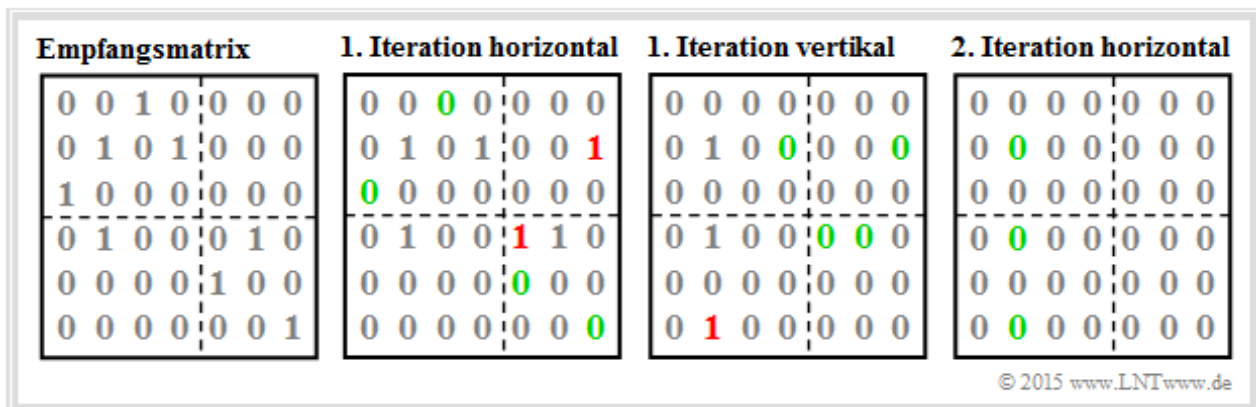 Empfangsmatrix 1. Iteration horizontal 1. Iteration vertikal 2. Iteration horizontal
0 0 1 0 0 0 0 0 0 0 0 0 0 0 0 0 0 0 0 0 0 0 0 0 0 0 0 0
0 1 0 1 0 0 0 0 1 0 1 0 0 1 0 1 0 0 0 0 0 0 0 0 0 0 0 0
1 0 0 0 0 0 0 0 0 0 0 0 0 0 0 0 0 0 0 0 0 0 0 0 0 0 0 0
0 1 0 0 0 1 0 0 1 0 0 1 1 0 0 1 0 0 0 0 0 0 0 0 0 0 0 0
0 0 0 0 1 0 0 0 0 0 0 0 0 0 0 0 0 0 0 0 0 0 0 0 0 0 0 0
0 0 0 0 0 0 1 0 0 0 0 0 0 0 0 1 0 0 0 0 0 0 0 0 0 0 0 0
© 2015 www.LNTwww.de